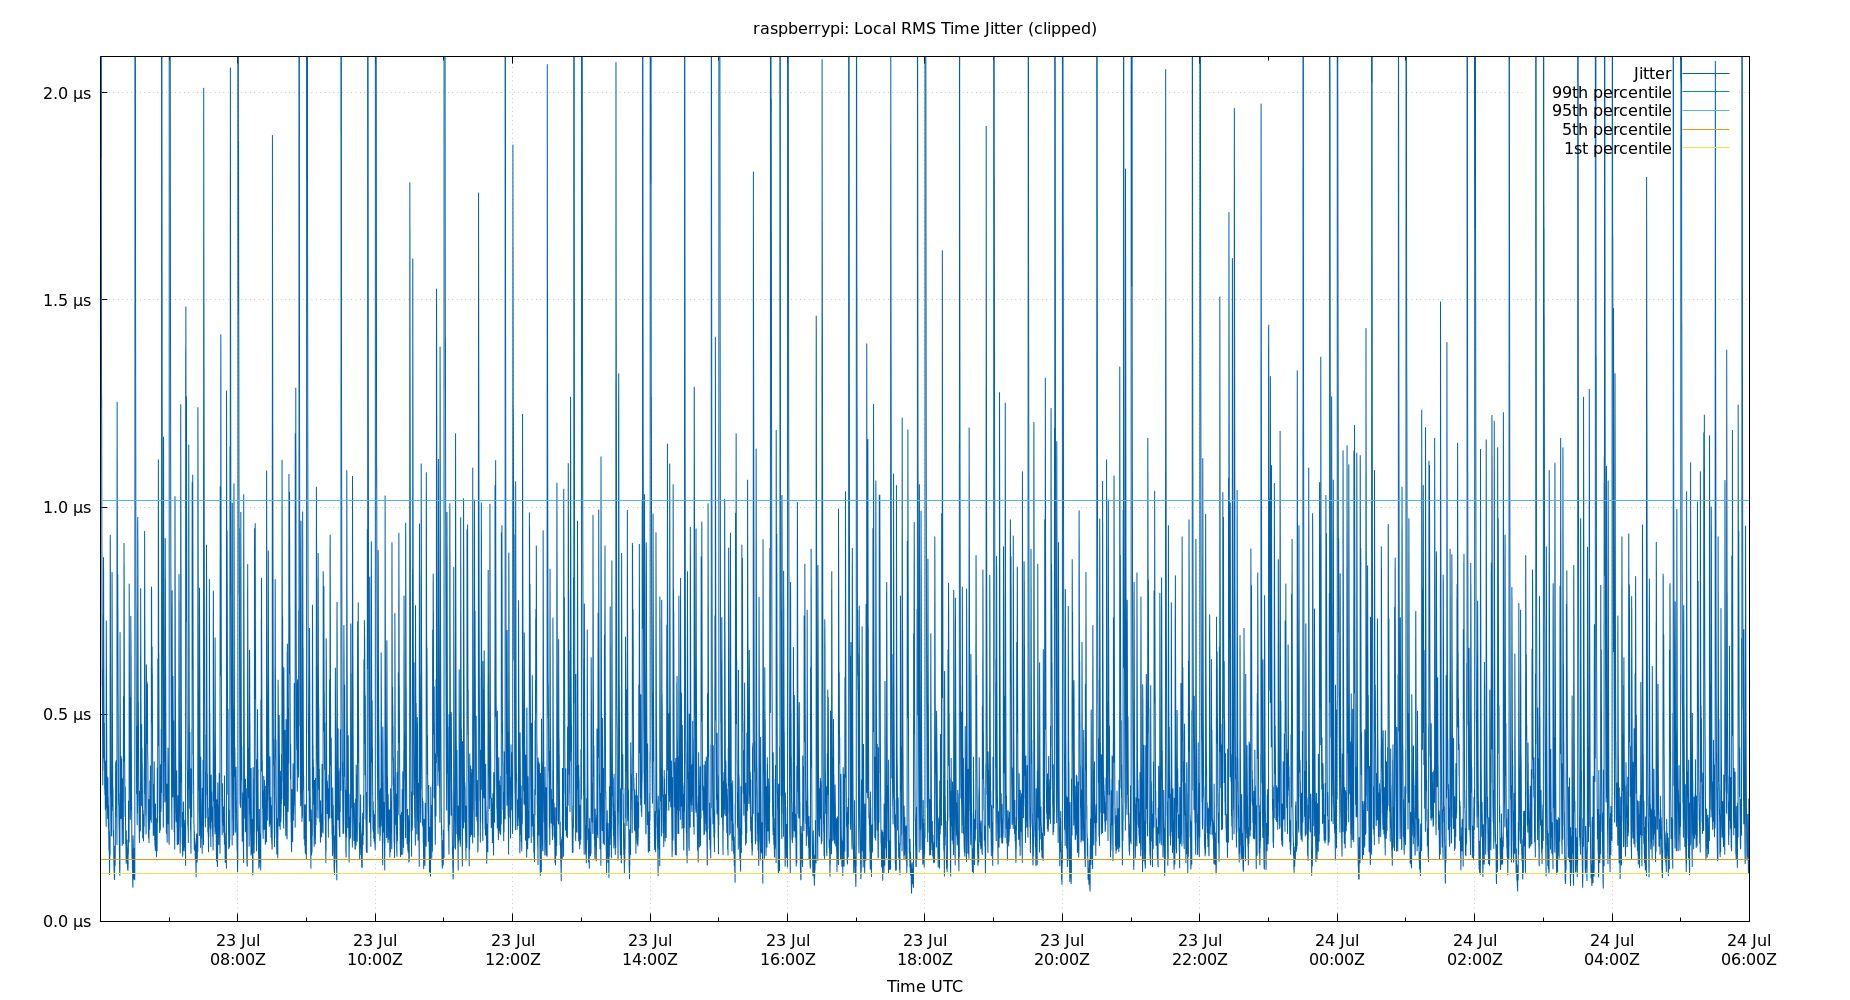 raspberrypi: Local RMS Time Jitter (clipped)
2.0 µs
1.5 µs
1.0 µs
0.5 µs
0.0 µs
Jitter
99th percentile
95th percentile
5th percentile
1st percentile
23 Jul 23 Jul 23 Jul 23 Jul 23 Jul 23 Jul 23 Jul 23 Jul 24 Jul 24 Jul 24 Jul 24 Jul
08:00Z 10:00Z 12:00Z 14:00Z 16:00Z 18:00Z 20:00Z 22:00Z 00:00Z 02:00Z 04:00Z 06:00Z
Time UTC